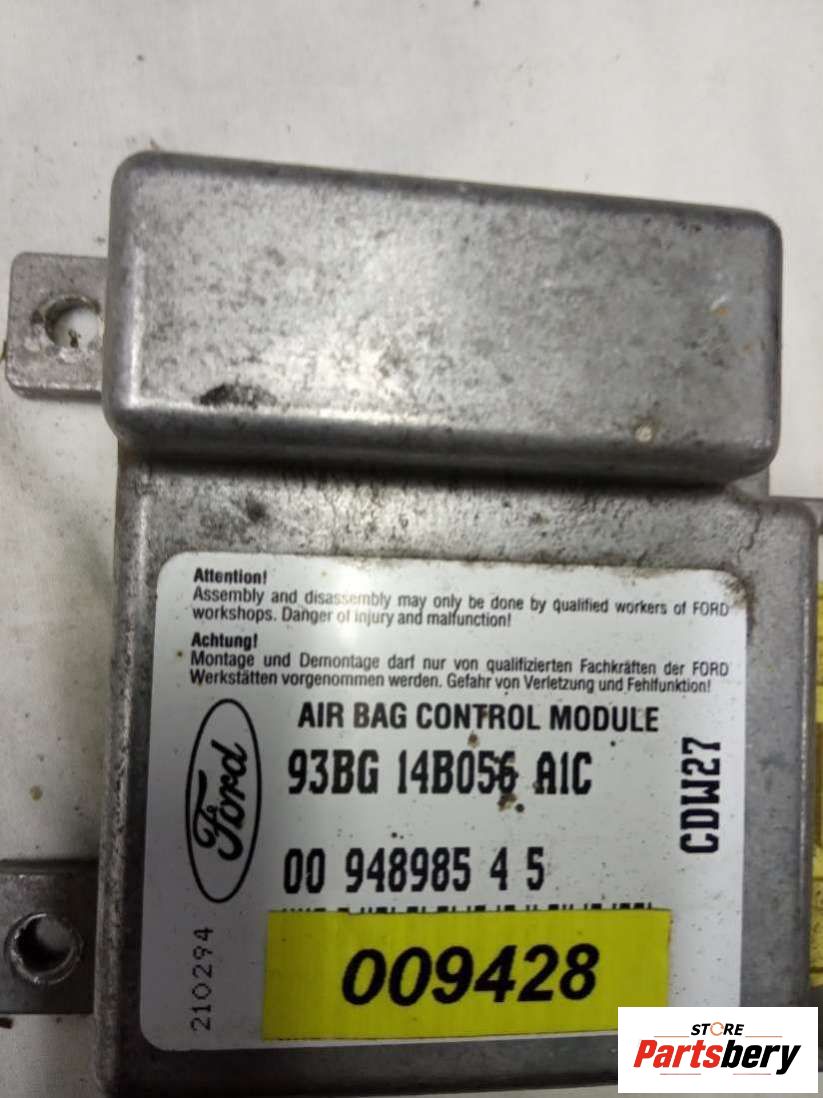 Attention!
Assembly and disassembly may only be done by qualified workers of FORD
workshops. Danger of injury and malfunction!
Achtung!
Montage und Demontage darf nur von qualifizierten Fachkräften der FORD
Werkstätten vorgenommen werden. Gefahr von Verletzung und Fehlfunktion!
AIR BAG CONTROL MODULE
Ford
93BG 14B056 A1C
CDW27
00 948985 4 5
210294
009428
STORE
Partsbery